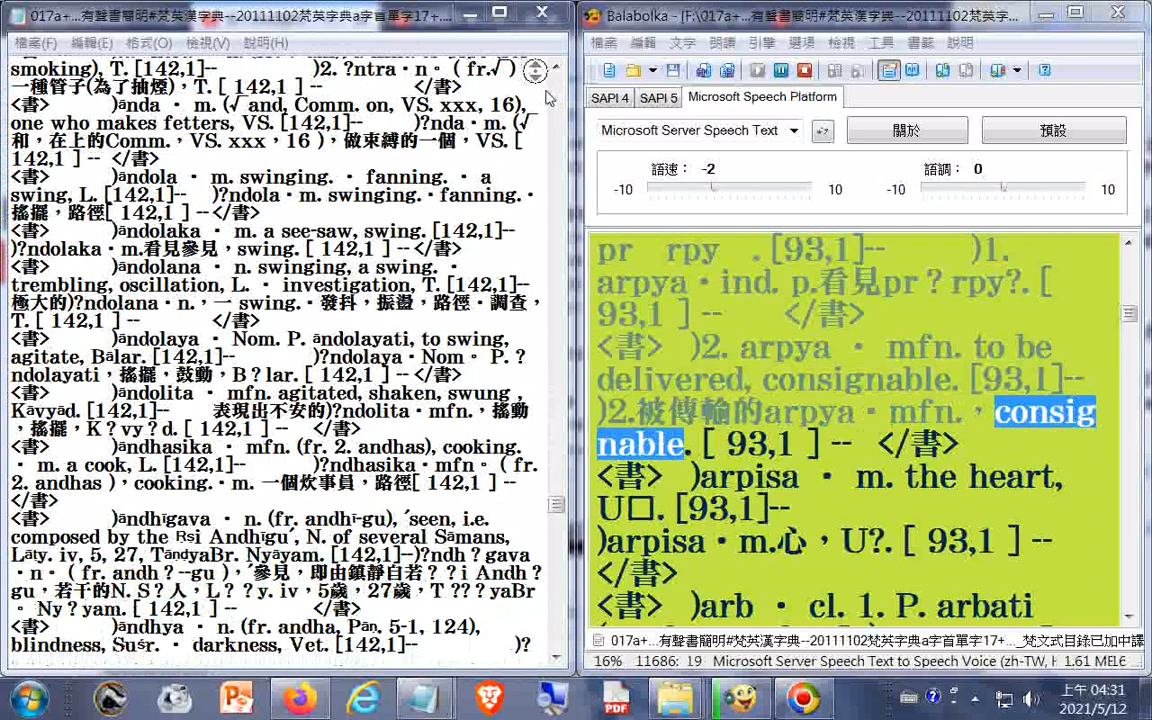 017a+...有聲書簡明#梵英漢字典--20111102梵英字典a字首單字17+...
檔案(F) 編輯(E) 格式(O) 檢視(V) 說明(H)
smoking), T. [142,1]-- )2. ?ntra‧n。 ( fr.√ )
一種管子(為了抽煙)，T. [ 142,1 ] -- </書>
<書> )ānda ‧ m. (√ and, Comm. on, VS. xxx, 16),
one who makes fetters, VS. [142,1]-- )?nda‧m. (√
和，在上的Comm.，VS. xxx，16 )，做束縛的一個，VS. [
142,1 ] -- </書>
<書> )āndola ‧ m. swinging. ‧ fanning. ‧ a
swing, L. [142,1]-- )?ndola‧m. swinging.‧fanning.‧
搖擺，路徑[ 142,1 ] --</書>
<書> )āndolaka ‧ m. a see-saw, swing. [142,1]--
)?ndolaka‧m.看見參見，swing. [ 142,1 ] --</書>
<書> )āndolana ‧ n. swinging, a swing. ‧
trembling, oscillation, L. ‧ investigation, T. [142,1]--
極大的)?ndolana‧n.，一 swing.‧發抖，振盪，路徑‧調查，
T. [ 142,1 ] -- </書>
<書> )āndolaya ‧ Nom. P. āndolayati, to swing,
agitate, Bālar. [142,1]-- )?ndolaya‧Nom。 P. ?
ndolayati，搖擺，鼓動，B？lar. [ 142,1 ] --</書>
<書> )āndolita ‧ mfn. agitated, shaken, swung ,
Kāvyād. [142,1]-- 表現出不安的)?ndolita‧mfn.，搖動
，搖擺，K？vy？d. [ 142,1 ] -- </書>
<書> )āndhasika ‧ mfn. (fr. 2. andhas), cooking.
‧ m. a cook, L. [142,1]-- )?ndhasika‧mfn。 ( fr.
2. andhas )，cooking.‧m. 一個炊事員，路徑[ 142,1 ] --
</書>
<書> )āndhīgava ‧ n. (fr. andhī-gu), ′seen, i.e.
composed by the Ṛṣi Andhīgu′, N. of several Sāmans,
Lāṭy. iv, 5, 27, TāṇḍyaBr. Nyāyam. [142,1]--)?ndh？gava
‧n。 ( fr. andh？--gu )，′參見，即由鎮靜自若？？i Andh？
gu，若干的N. S？人，L？？y. iv，5歲，27歲，T ???yaBr
。 Ny？yam. [ 142,1 ] -- </書>
<書> )āndhya ‧ n. (fr. andha, Pāṇ. 5-1, 124),
blindness, Suśr. ‧ darkness, Vet. [142,1]-- )?
Balabolka - [F:\017a+...有聲書簡明#梵英漢字典--20111102梵英字...
檔案 編輯 文字 朗讀 引擎 選項 檢視 工具 書籤 說明
SAPI 4 SAPI 5 Microsoft Speech Platform
Microsoft Server Speech Text 關於 預設
語速： -2 語調： 0
-10 10 -10 10
pr rpy . [93,1]-- )1.
arpya‧ind. p.看見pr？rpy?. [
93,1 ] -- </書>
<書> )2. arpya ‧ mfn. to be
delivered, consignable. [93,1]--
)2.被傳輸的arpya‧mfn.，consig
nable. [ 93,1 ] -- </書>
<書> )arpisa ‧ m. the heart,
U□. [93,1]--
)arpisa‧m.心，U?. [ 93,1 ] --
</書>
<書> )arb ‧ cl. 1. P. arbati
017a+...有聲書簡明#梵英漢字典--20111102梵英字典a字首單字17+..._梵文式目錄已加中譯
16% 11686: 19 Microsoft Server Speech Text to Speech Voice (zh-TW, H 1.61 МЕ
上午 04:31
2021/5/12